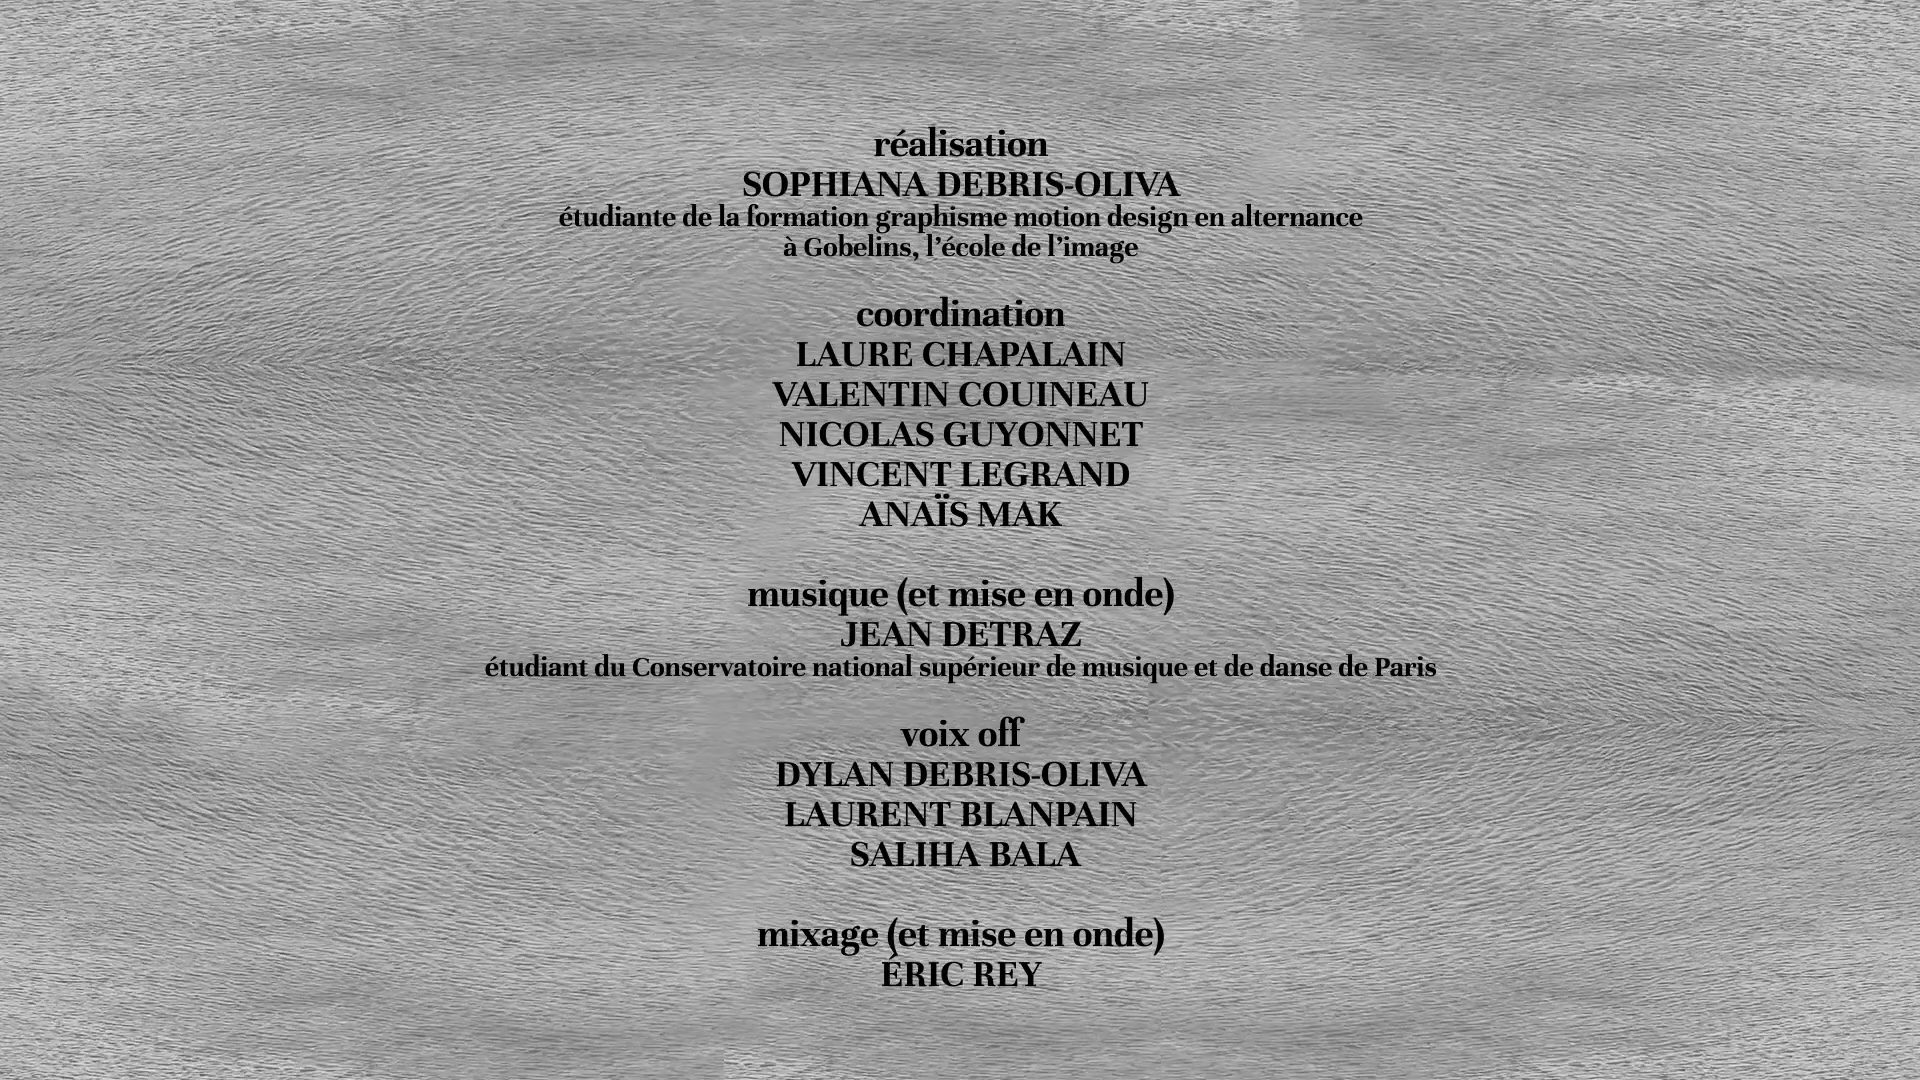 réalisation
SOPHIANA DEBRIS-OLIVA
étudiante de la formation graphisme motion design en alternance
à Gobelins, l’école de l’image
coordination
LAURE CHAPALAIN
VALENTIN COUINEAU
NICOLAS GUYONNET
VINCENT LEGRAND
ANAÏS MAK
musique (et mise en onde)
JEAN DETRAZ
étudiant du Conservatoire national supérieur de musique et de danse de Paris
voix off
DYLAN DEBRIS-OLIVA
LAURENT BLANPAIN
SALIHA BALA
mixage (et mise en onde)
ÉRIC REY